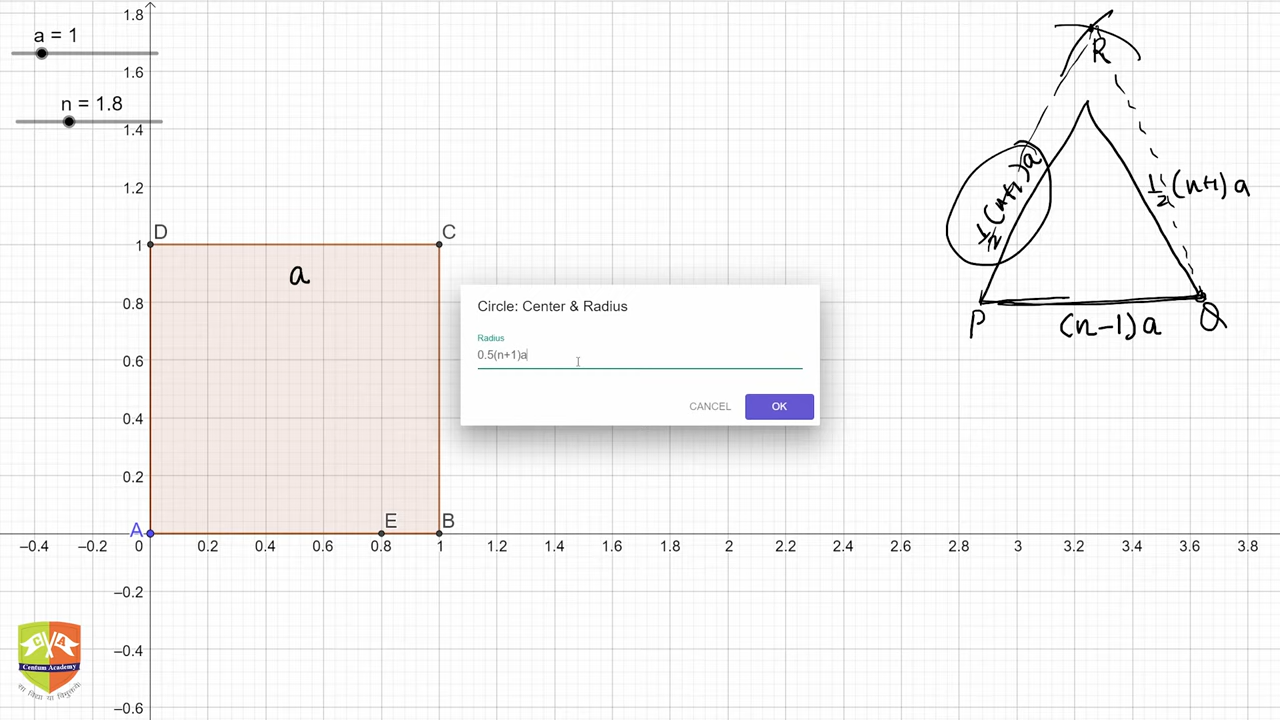 a = 1
n = 1.8
1.8
1.6
1.4
1.2
1
0.8
0.6
0.4
0.2
0
−0.2
−0.4
−0.6
−0.4 −0.2 0.2 0.4 0.6 0.8 1 1.2 1.4 1.6 1.8 2 2.2 2.4 2.6 2.8 3 3.2 3.4 3.6 3.8
D
C
a
A
E
B
Circle: Center & Radius
Radius
0.5(n+1)a
CANCEL OK
R
½(n+1)a
½(n+1)a
P
(n-1)a
Q
C A
Centum Academy
सा विद्या या विमुक्तये